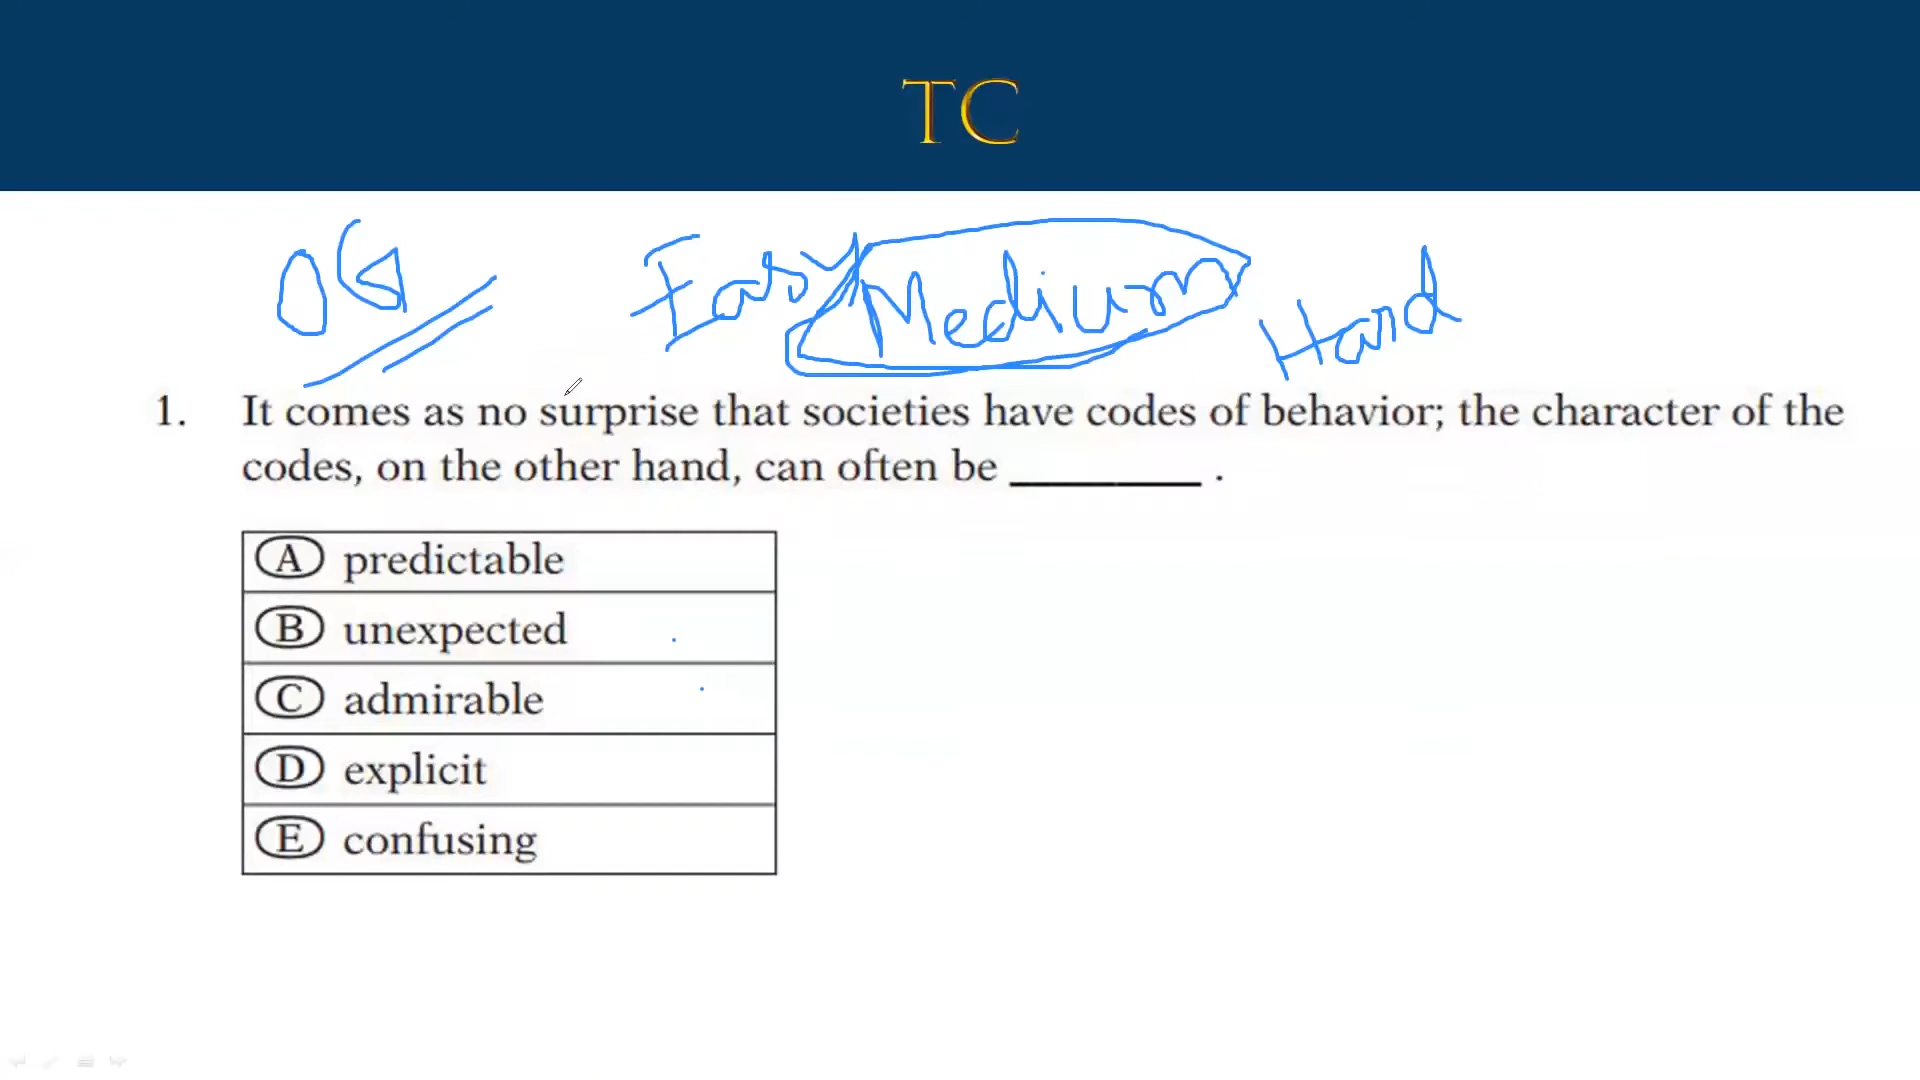 TC
OG Easy Medium Hard
1. It comes as no surprise that societies have codes of behavior; the character of the
codes, on the other hand, can often be ________ .
A predictable
B unexpected
C admirable
D explicit
E confusing